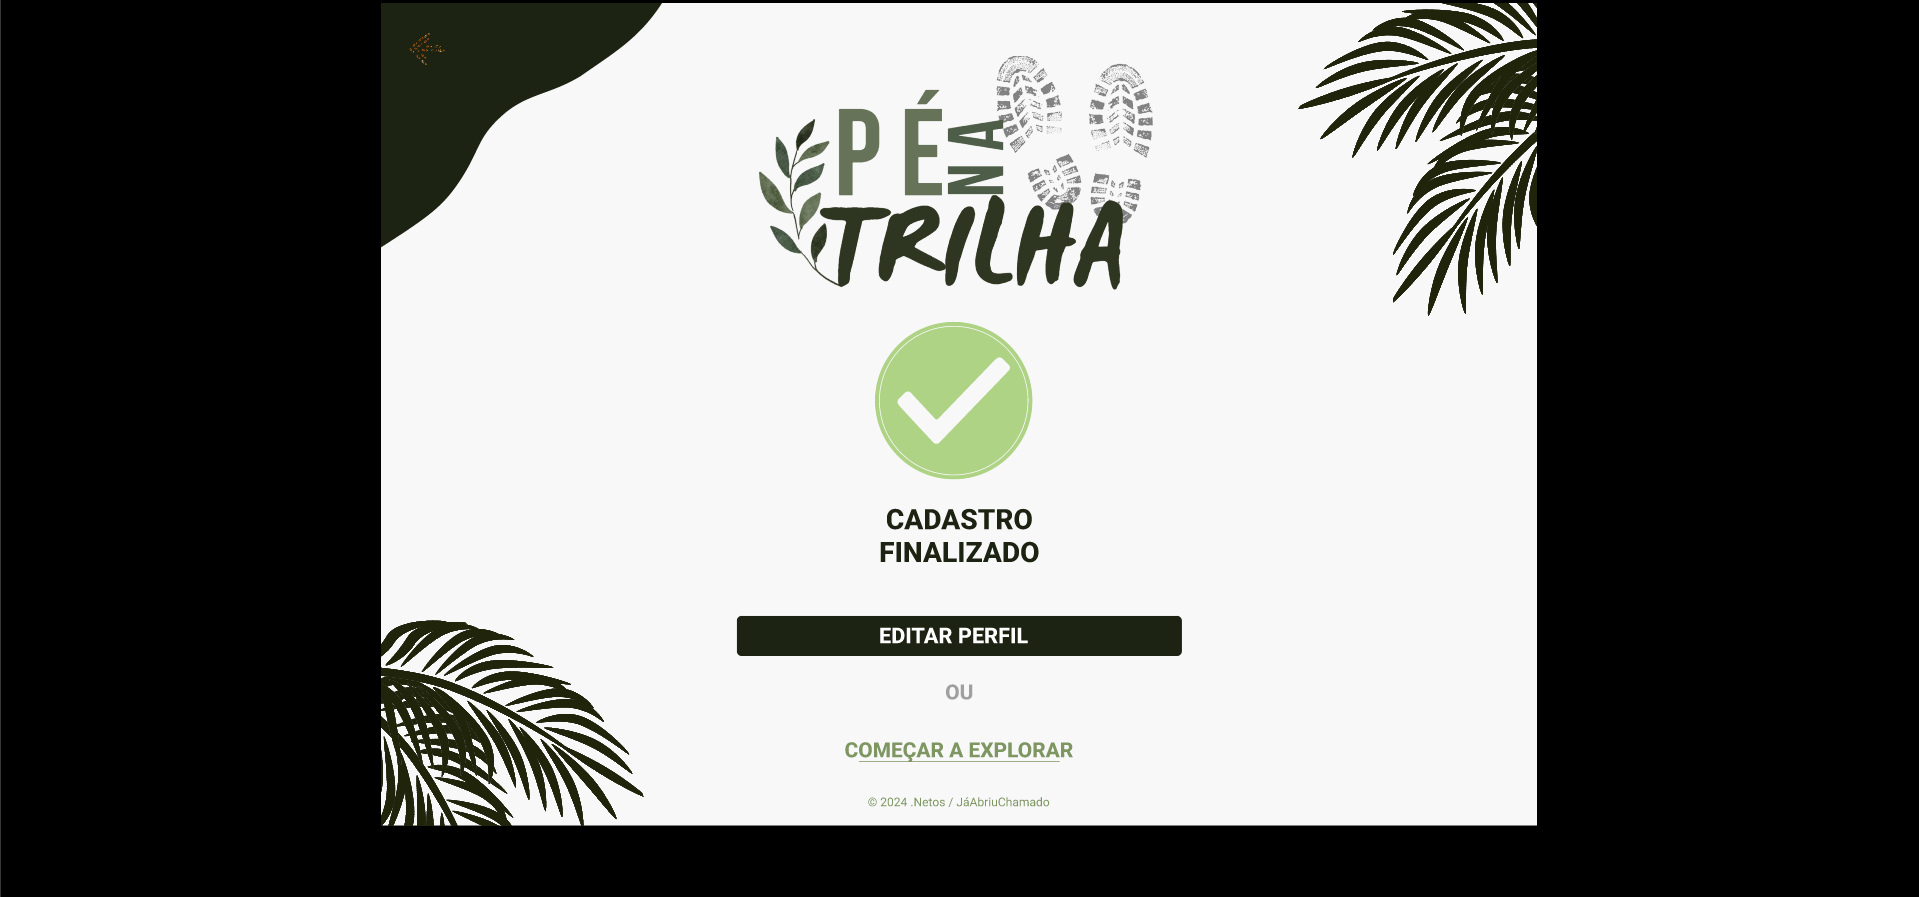 PÉ
NA
TRILHA
CADASTRO
FINALIZADO
EDITAR PERFIL
OU
COMEÇAR A EXPLORAR
© 2024 .Netos / JáAbriuChamado